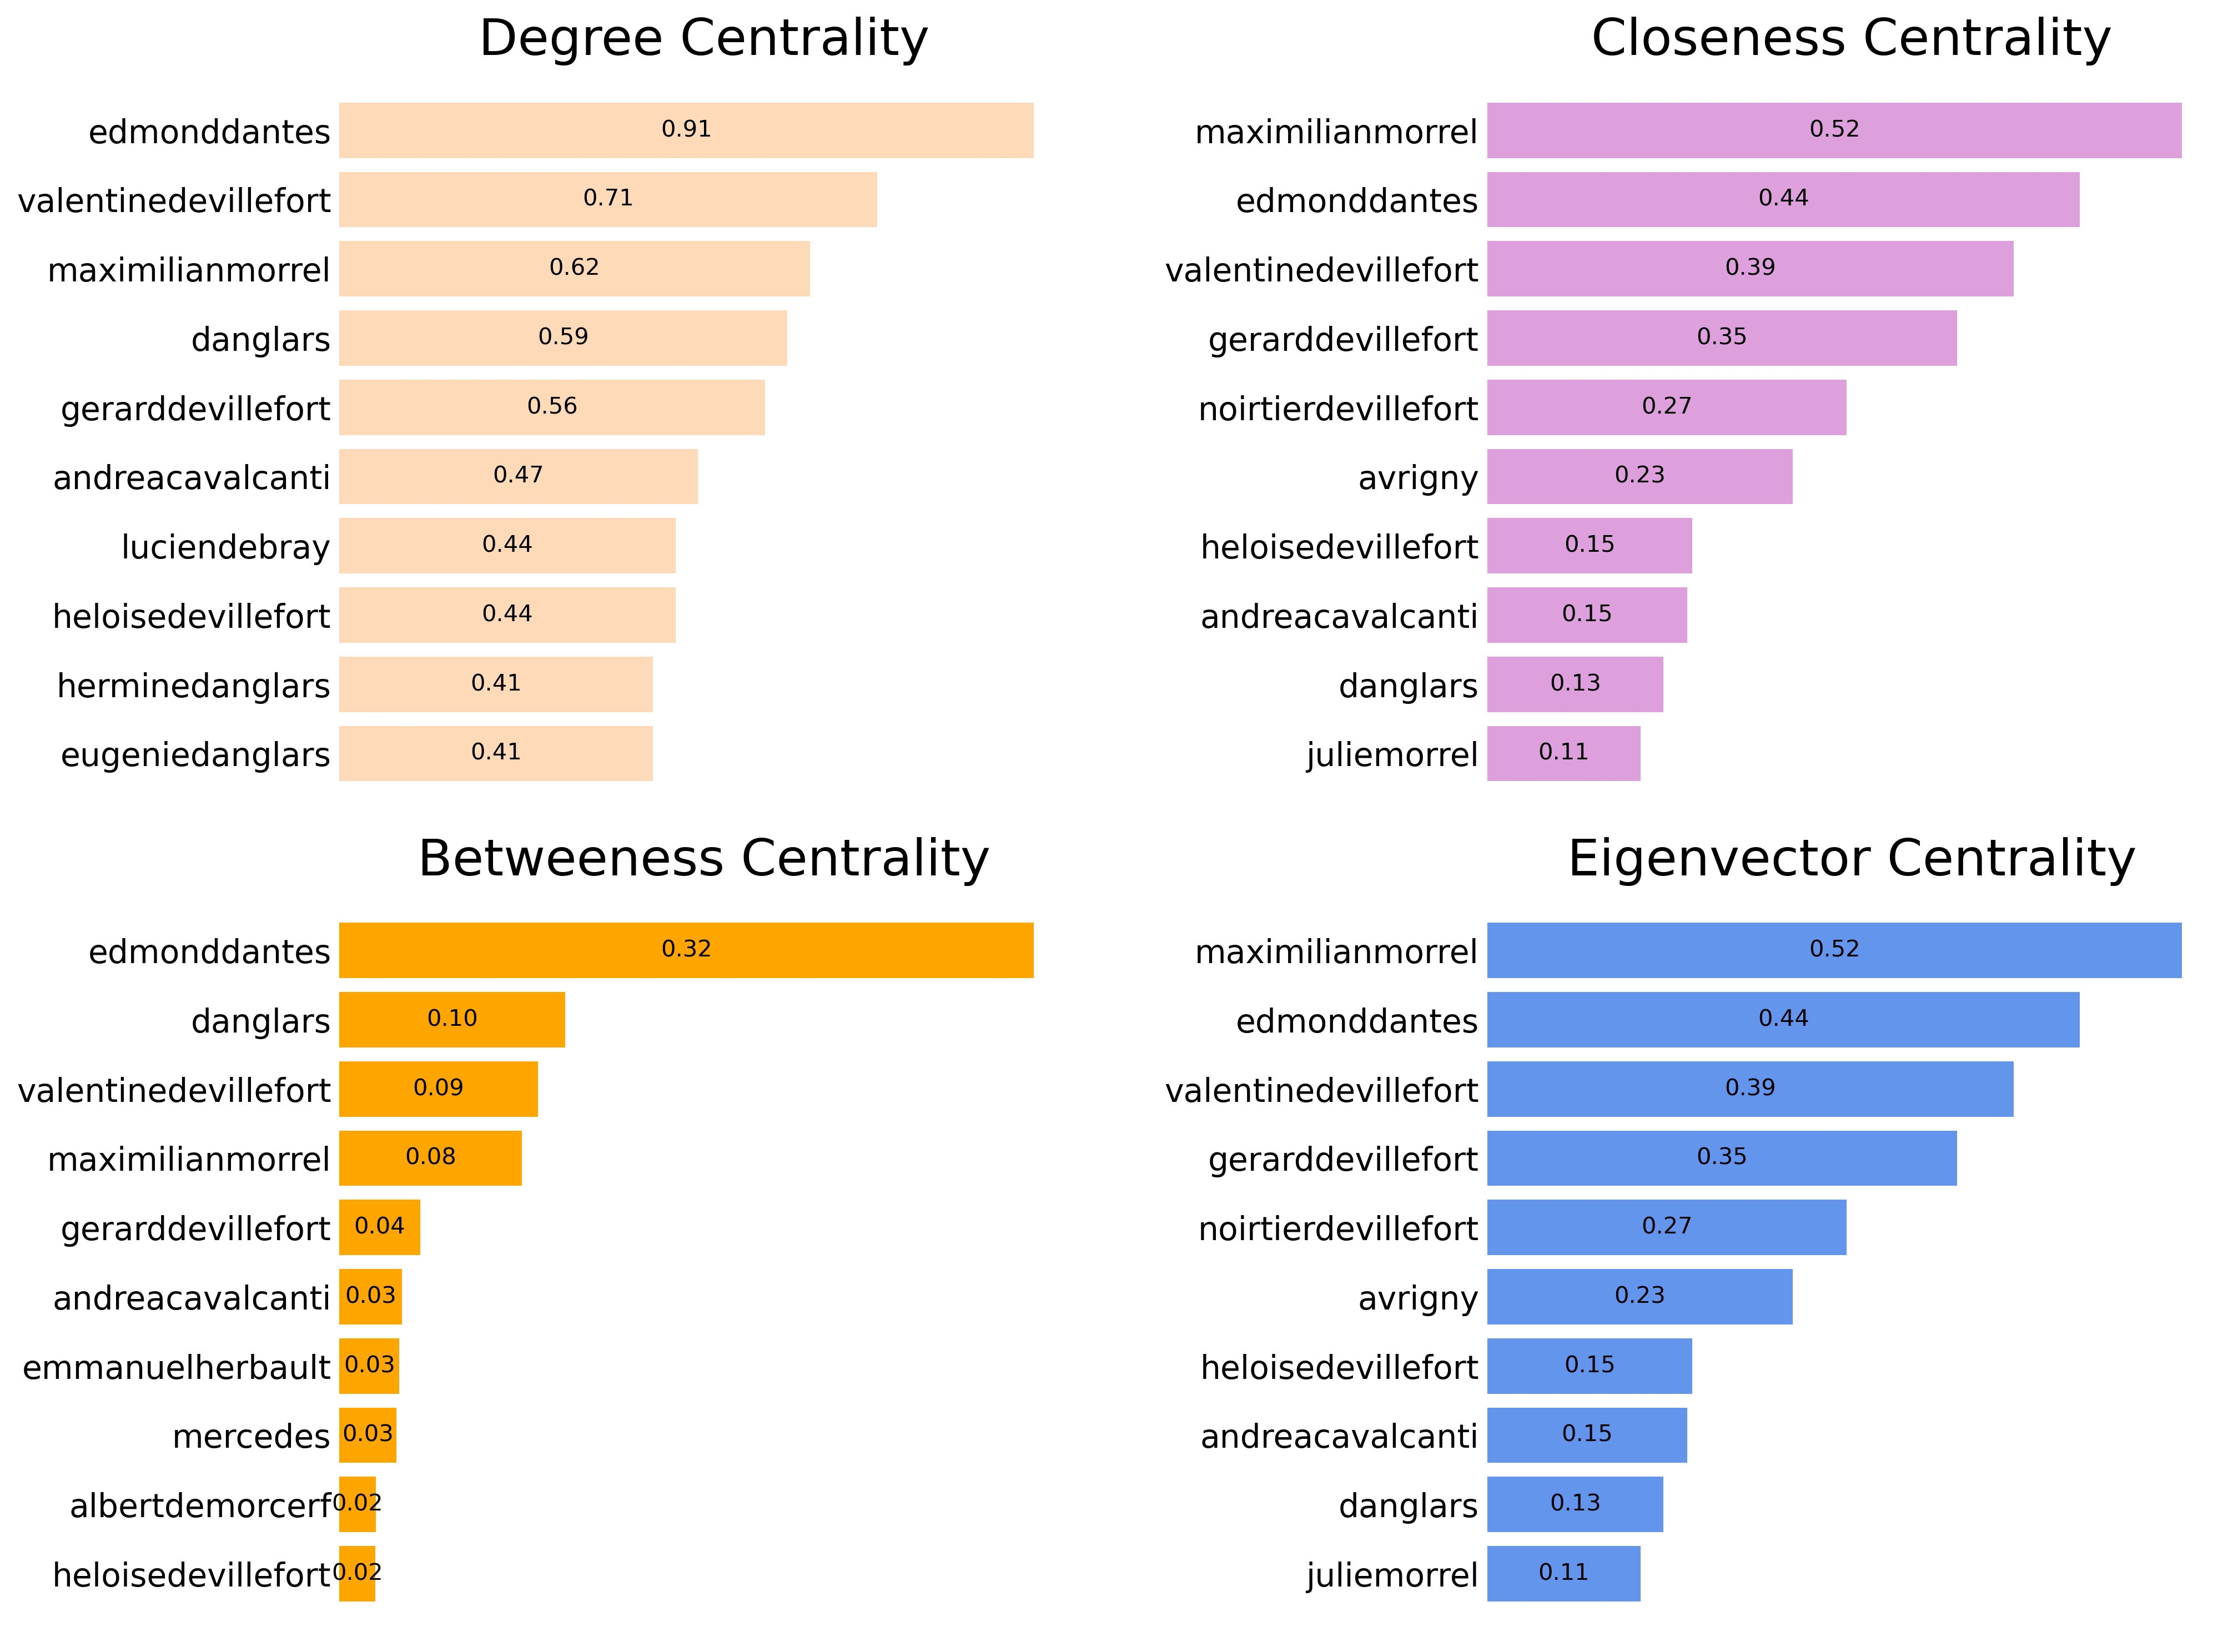 Degree Centrality
edmonddantes 0.91
valentinedevillefort 0.71
maximilianmorrel 0.62
danglars 0.59
gerarddevillefort 0.56
andreacavalcanti 0.47
luciendebray 0.44
heloisedevillefort 0.44
herminedanglars 0.41
eugeniedanglars 0.41
Closeness Centrality
maximilianmorrel 0.52
edmonddantes 0.44
valentinedevillefort 0.39
gerarddevillefort 0.35
noirtierdevillefort 0.27
avrigny 0.23
heloisedevillefort 0.15
andreacavalcanti 0.15
danglars 0.13
juliemorrel 0.11
Betweeness Centrality
edmonddantes 0.32
danglars 0.10
valentinedevillefort 0.09
maximilianmorrel 0.08
gerarddevillefort 0.04
andreacavalcanti 0.03
emmanuelherbault 0.03
mercedes 0.03
albertdemorcerf 0.02
heloisedevillefort 0.02
Eigenvector Centrality
maximilianmorrel 0.52
edmonddantes 0.44
valentinedevillefort 0.39
gerarddevillefort 0.35
noirtierdevillefort 0.27
avrigny 0.23
heloisedevillefort 0.15
andreacavalcanti 0.15
danglars 0.13
juliemorrel 0.11